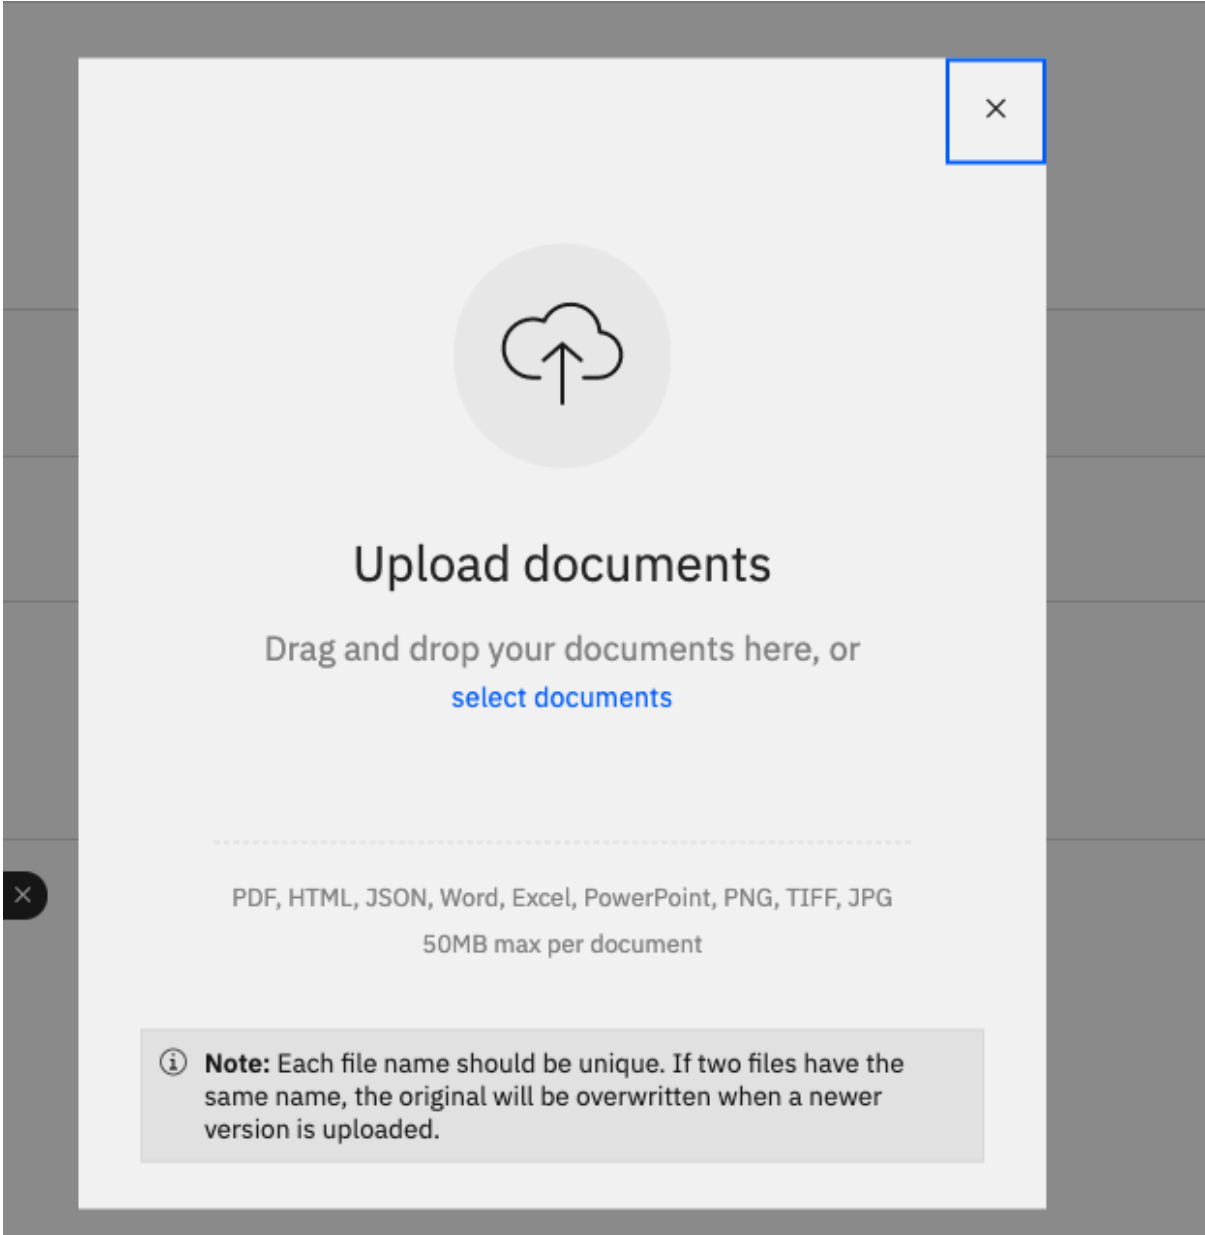 Upload documents
Drag and drop your documents here, or
select documents
PDF, HTML, JSON, Word, Excel, PowerPoint, PNG, TIFF, JPG
50MB max per document
Note: Each file name should be unique. If two files have the
same name, the original will be overwritten when a newer
version is uploaded.